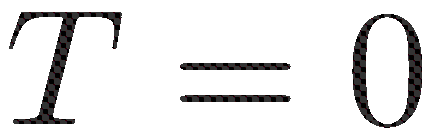 T = 0